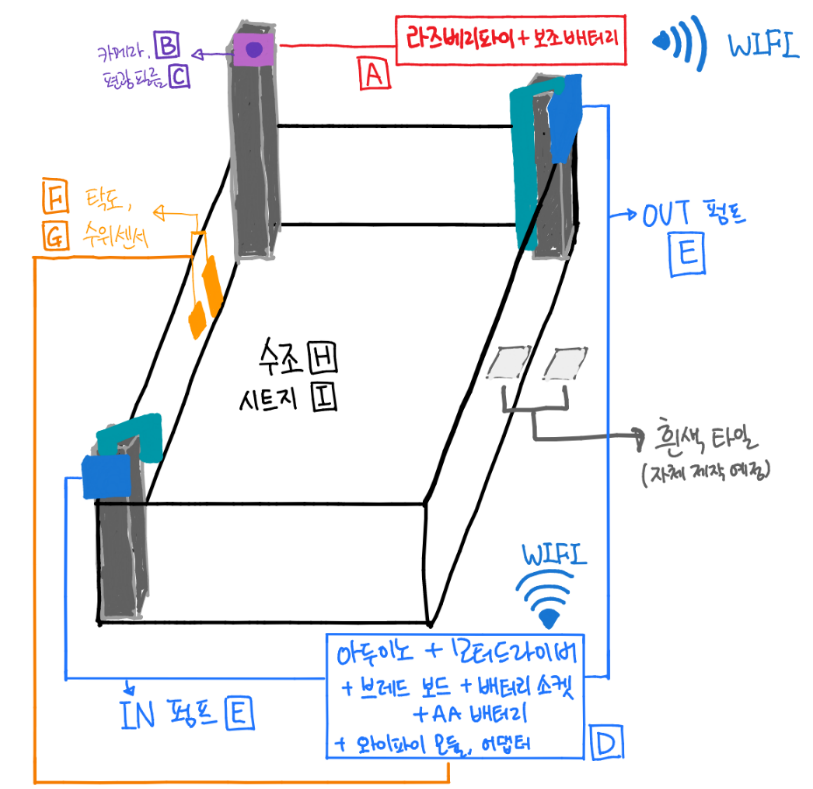 라즈베리파이 + 보조배터리
WIFI
카메라, B
편광필름 C
A
F 탁도,
G 수위센서
OUT 펌프
E
수조 H
시트지 I
흰색 타일
(자체 제작 예정)
WIFI
아두이노 + 모터드라이버
+ 브레드 보드 + 배터리 소켓
+ AA 배터리
+ 와이파이 모듈, 어댑터
D
IN 펌프 E